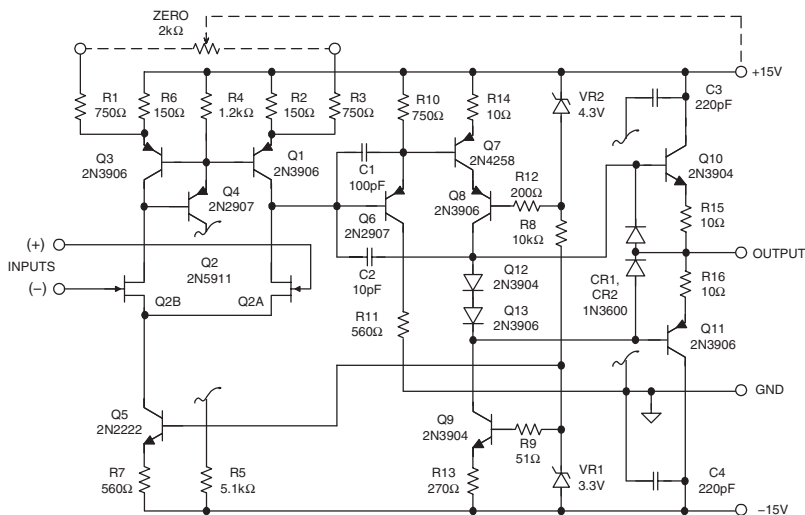 ZERO
2kΩ
+15V
R1
750Ω
R6
150Ω
R4
1.2kΩ
R2
150Ω
R3
750Ω
R10
750Ω
R14
10Ω
VR2
4.3V
C3
220pF
Q3
2N3906
Q1
2N3906
Q4
2N2907
C1
100pF
Q7
2N4258
Q8
2N3906
R12
200Ω
Q10
2N3904
Q6
2N2907
R8
10kΩ
R15
10Ω
(+)
INPUTS
(−)
Q2
2N5911
Q2B
Q2A
C2
10pF
Q12
2N3904
Q13
2N3906
CR1,
CR2
1N3600
OUTPUT
R16
10Ω
R11
560Ω
Q11
2N3906
GND
Q5
2N2222
Q9
2N3904
R9
51Ω
R7
560Ω
R5
5.1kΩ
R13
270Ω
VR1
3.3V
C4
220pF
−15V